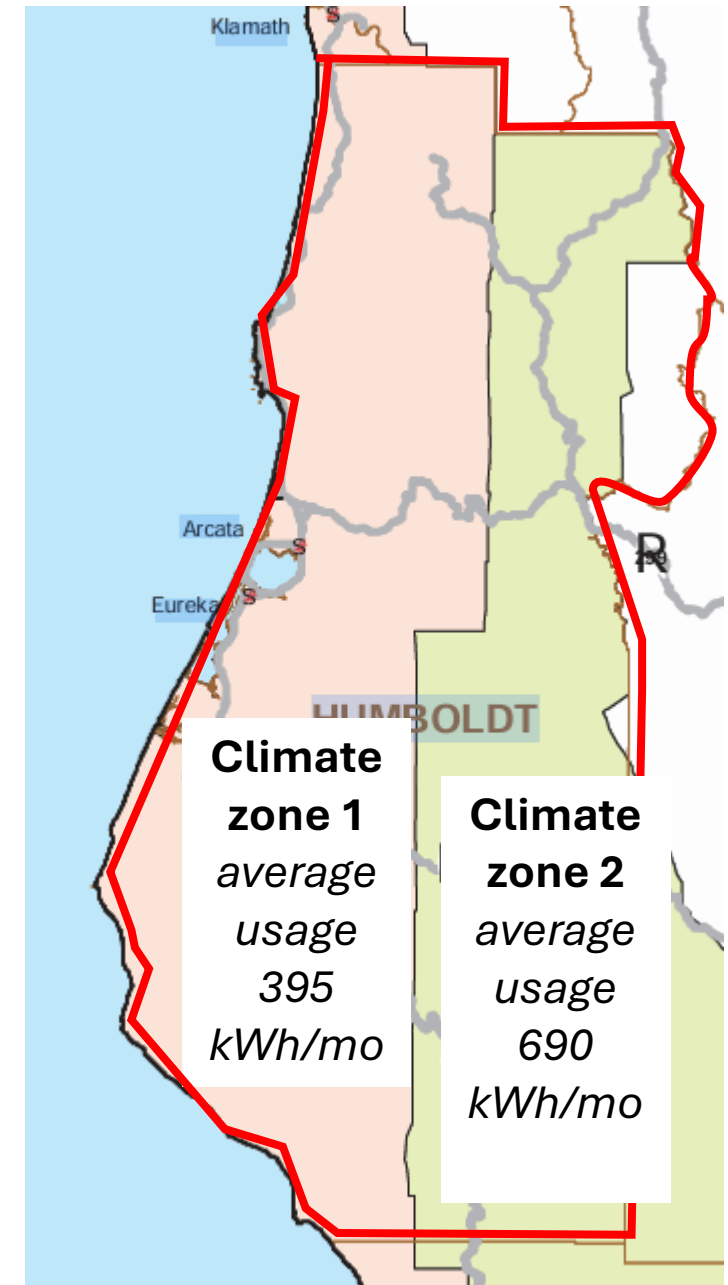 Klamath
S
Arcata
S
Eureka
S
R
299
HUMBOLDT
Climate
zone 1
average
usage
395
kWh/mo
Climate
zone 2
average
usage
690
kWh/mo